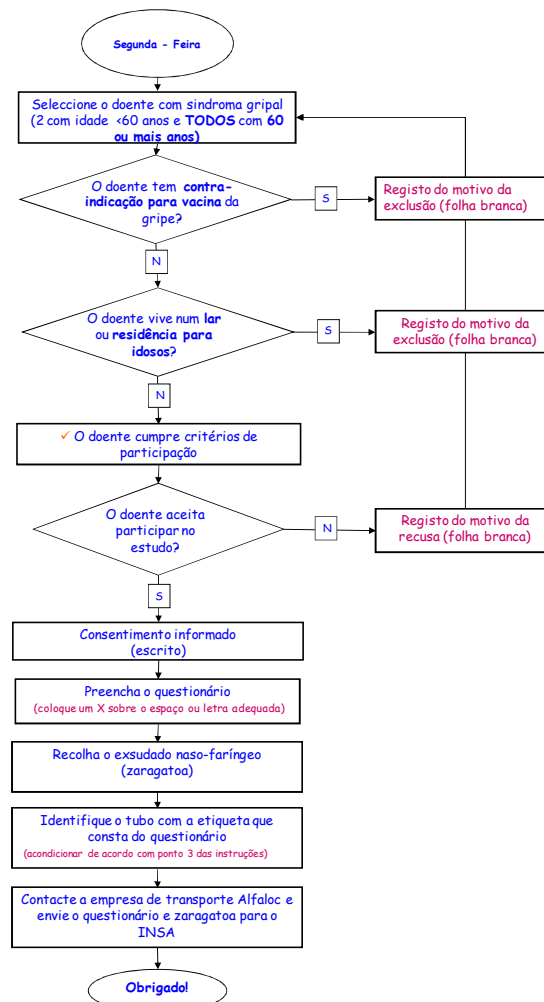 Segunda - Feira
Seleccione o doente com sindroma gripal
(2 com idade <60 anos e TODOS com 60
ou mais anos)
O doente tem contra-
indicação para vacina da
gripe?
S
Registo do motivo da
exclusão (folha branca)
N
O doente vive num lar
ou residência para
idosos?
S
Registo do motivo da
exclusão (folha branca)
N
✓ O doente cumpre critérios de
participação
O doente aceita
participar no
estudo?
N
Registo do motivo da
recusa (folha branca)
S
Consentimento informado
(escrito)
Preencha o questionário
(coloque um X sobre o espaço ou letra adequada)
Recolha o exsudado naso-faríngeo
(zaragatoa)
Identifique o tubo com a etiqueta que
consta do questionário
(acondicionar de acordo com ponto 3 das instruções)
Contacte a empresa de transporte Alfaloc e
envie o questionário e zaragatoa para o
INSA
Obrigado!